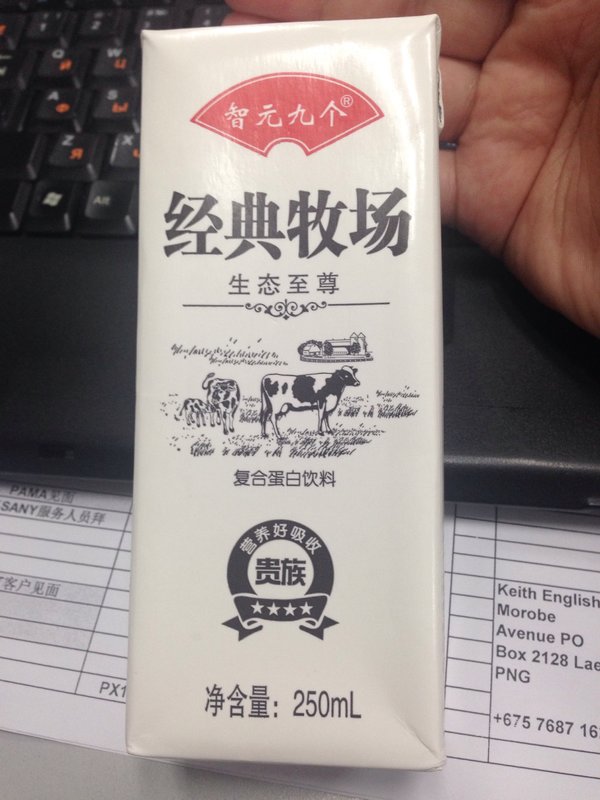 智元九个®
经典牧场
生态至尊
复合蛋白饮料
营养好吸收
贵族
净含量：250mL
PAMA见面
SANY服务人员拜
客户见面
PX1
Keith English
Morobe
Avenue PO
Box 2128 Lae
PNG
+675 7687 16
Q
Й
W
A
Ы
Z
Я
X
Alt